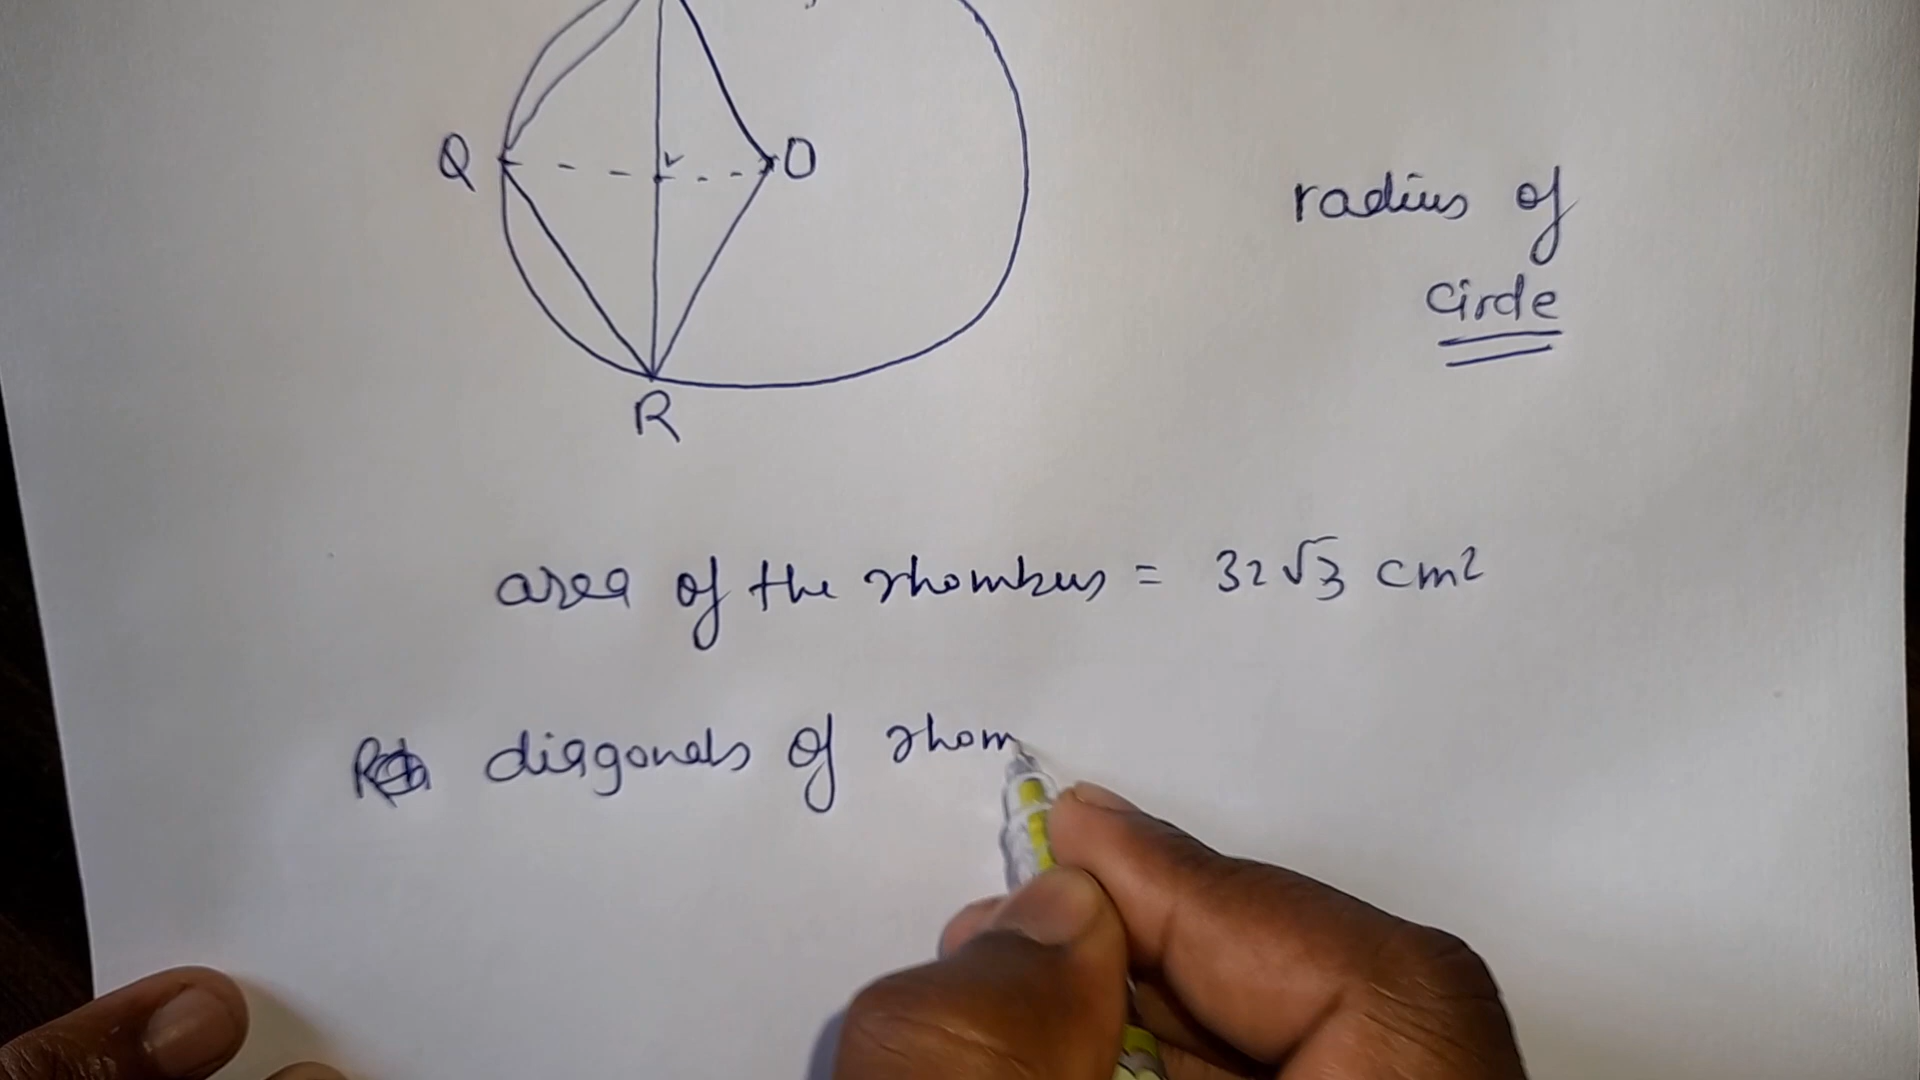 Q
O
R
radius of
Circle
area of the rhombus = 32√3 cm²
diagonals of rhom